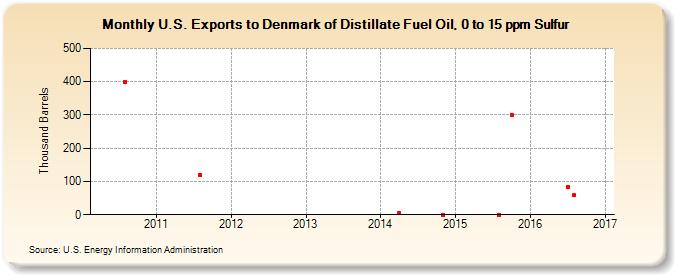 Monthly U.S. Exports to Denmark of Distillate Fuel Oil, 0 to 15 ppm Sulfur
Thousand Barrels
500
400
300
200
100
0
2011 2012 2013 2014 2015 2016 2017
Source: U.S. Energy Information Administration